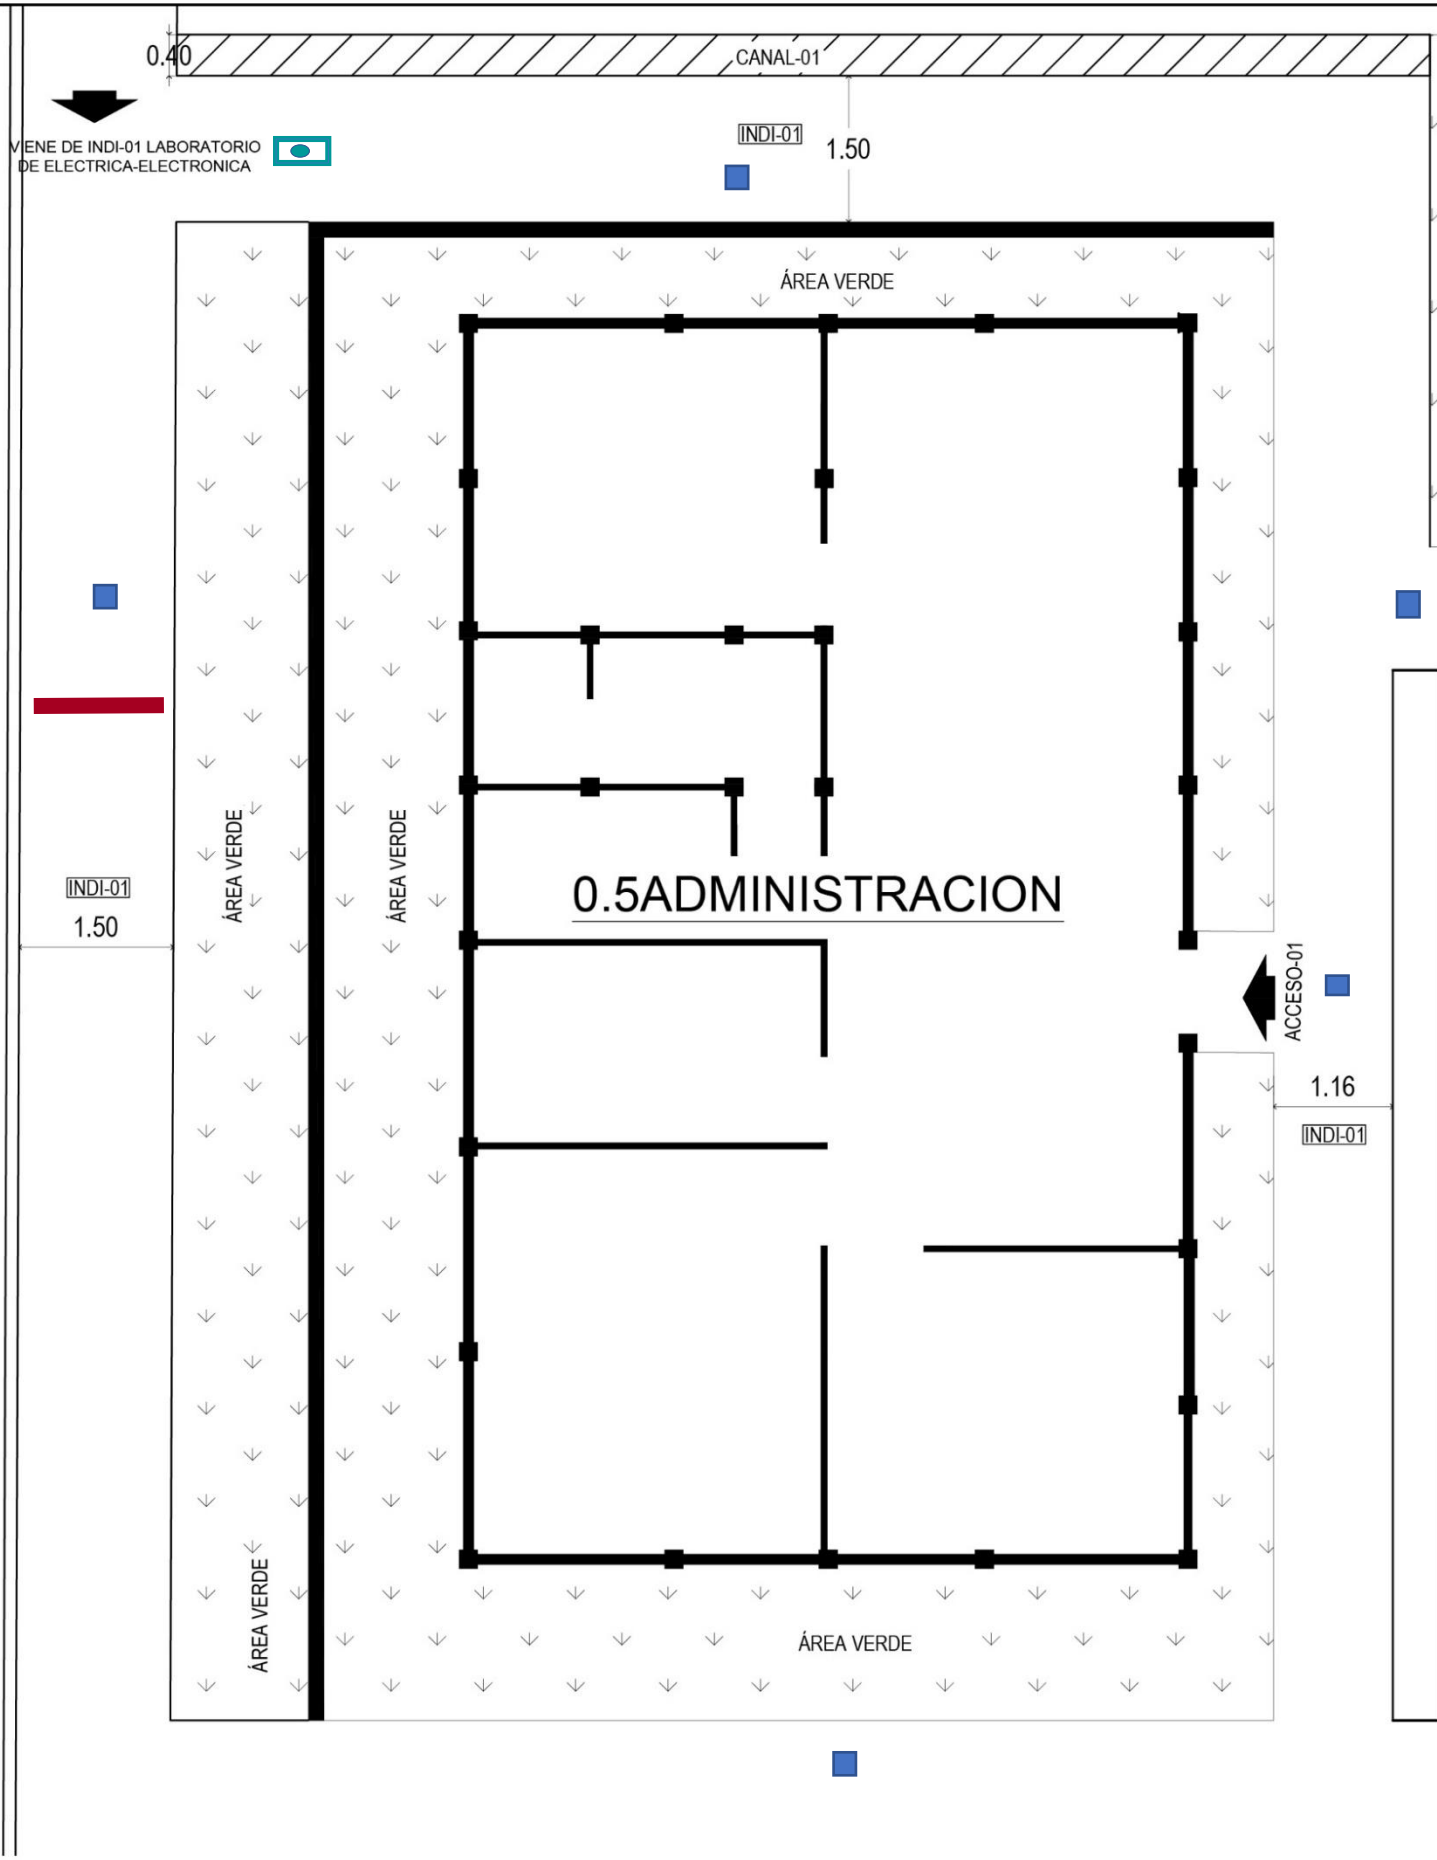 0.40
CANAL-01
INDI-01
1.50
VIENE DE INDI-01 LABORATORIO
DE ELECTRICA-ELECTRONICA
ÁREA VERDE
ÁREA VERDE
ÁREA VERDE
INDI-01
1.50
0.5ADMINISTRACION
ACCESO-01
1.16
INDI-01
ÁREA VERDE
ÁREA VERDE